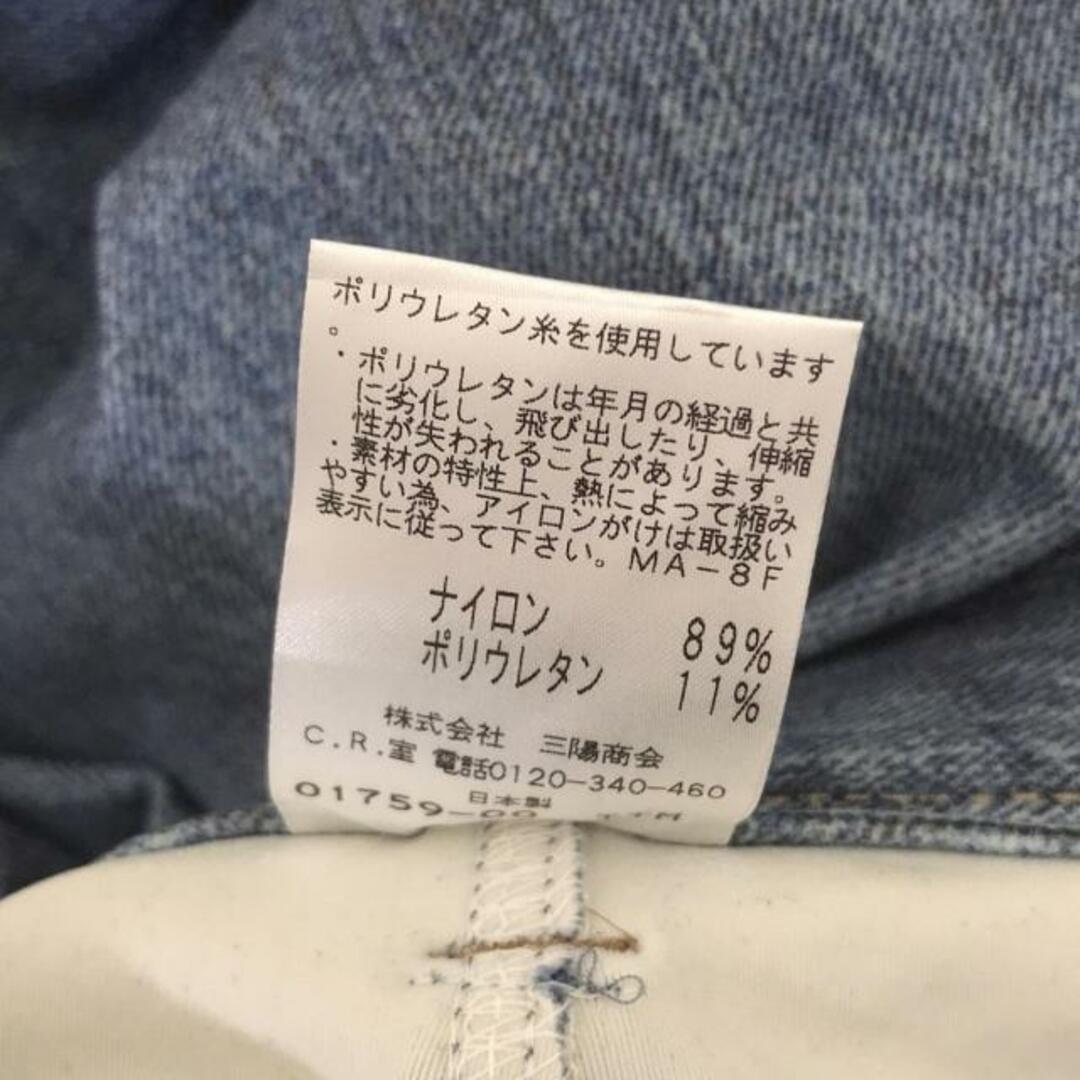 ポリウレタン糸を使用しています
。
・ポリウレタンは年月の経過と共
に劣化し、飛び出したり、伸縮
性が失われることがあります。
・素材の特性上、熱によって縮み
やすい為、アイロンがけは取扱い
表示に従って下さい。MA－8F
ナイロン 89%
ポリウレタン 11%
株式会社 三陽商会
C.R.室 電話0120-340-460
日本製
01759-